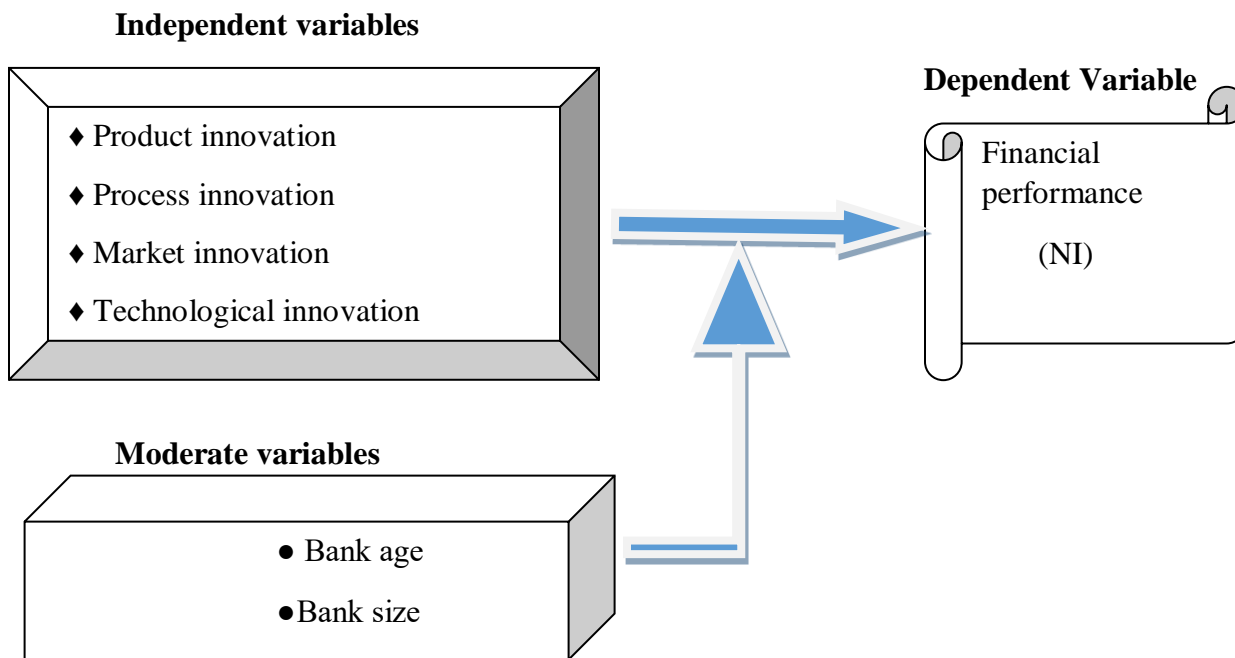 Independent variables
♦ Product innovation
♦ Process innovation
♦ Market innovation
♦ Technological innovation
Dependent Variable
Financial
performance
(NI)
Moderate variables
● Bank age
●Bank size